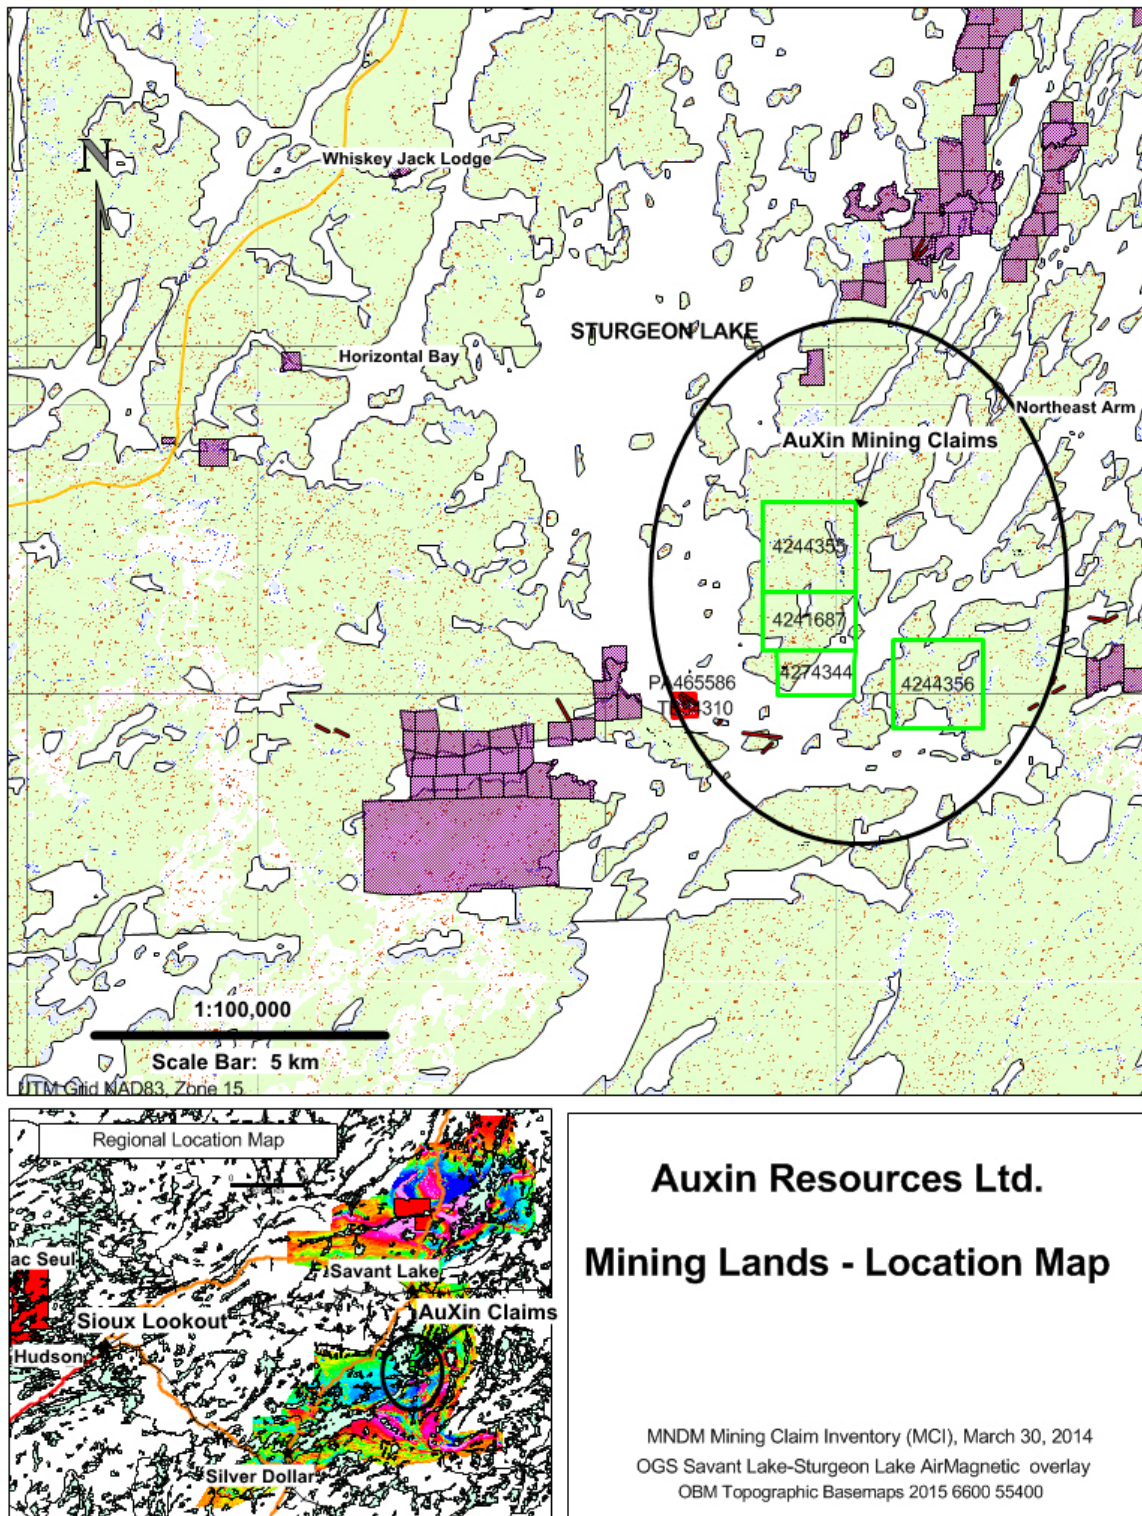 N
Whiskey Jack Lodge
STURGEON LAKE
Horizontal Bay
Northeast Arm
AuXin Mining Claims
4244355
4241687
4274344
PA465586
4244356
1:100,000
Scale Bar: 5 km
UTM Grid NAD83, Zone 15
Regional Location Map
ac Seul
Savant Lake
AuXin Claims
Sioux Lookout
Hudson
Silver Dollar
Auxin Resources Ltd.
Mining Lands - Location Map
MNDM Mining Claim Inventory (MCI), March 30, 2014
OGS Savant Lake-Sturgeon Lake AirMagnetic overlay
OBM Topographic Basemaps 2015 6600 55400